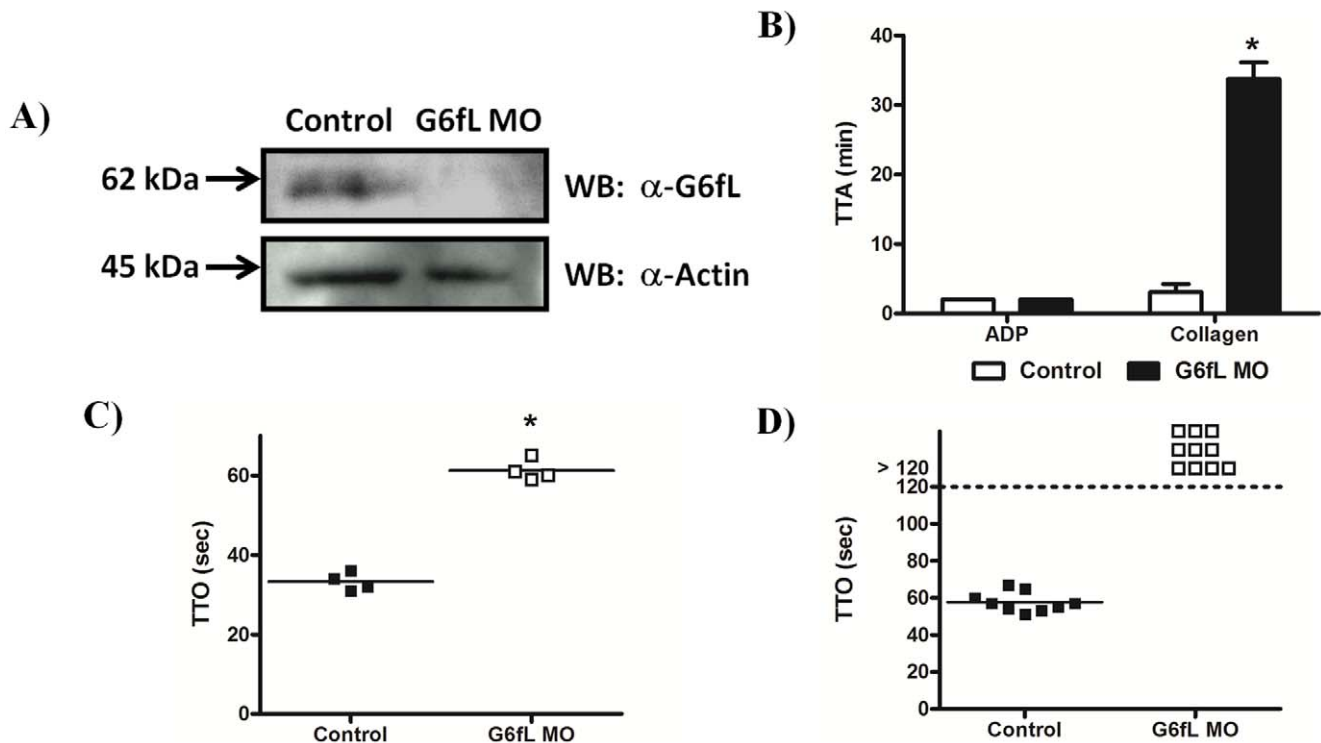 A)
Control G6fL MO
62 kDa
WB: α-G6fL
45 kDa
WB: α-Actin
B)
TTA (min)
40
30
20
10
0
*
ADP Collagen
Control G6fL MO
C)
TTO (sec)
60
40
20
0
*
Control G6fL MO
D)
TTO (sec)
> 120
120
100
80
60
40
20
0
Control G6fL MO